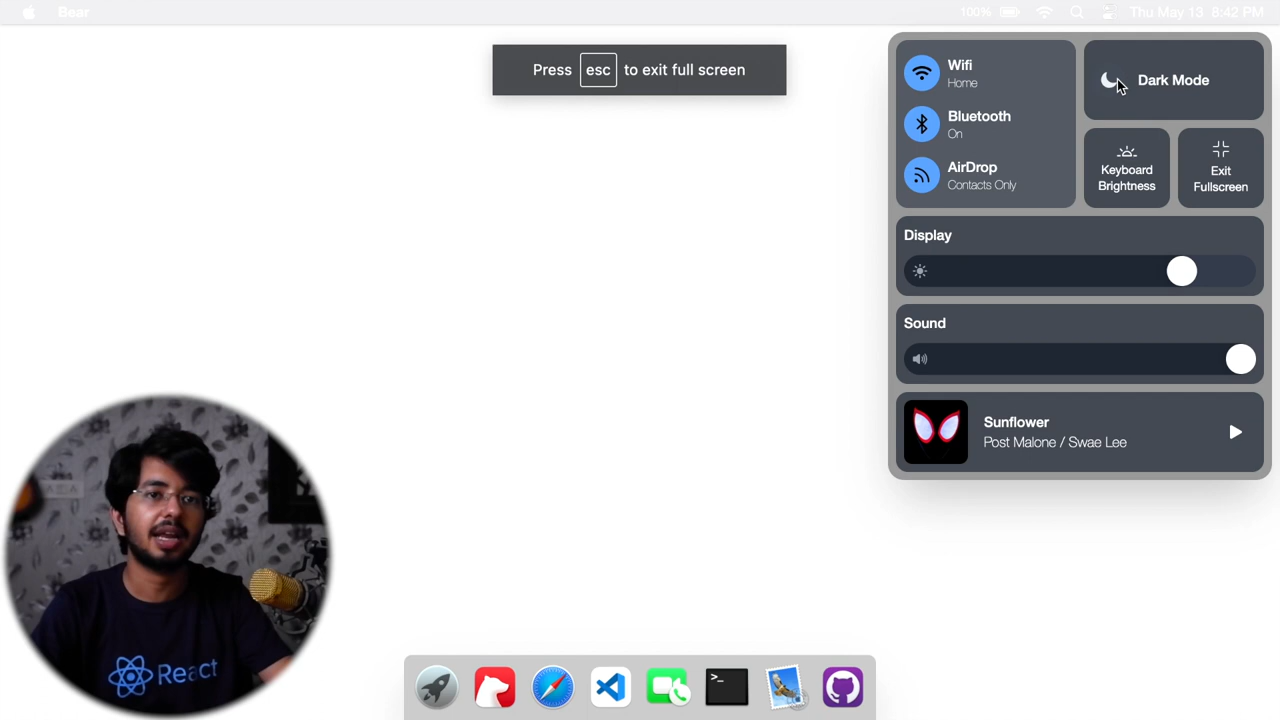 Bear
100%
Thu May 13 8:42 PM
Press esc to exit full screen
Wifi
Home
Bluetooth
On
AirDrop
Contacts Only
Dark Mode
Keyboard
Brightness
Exit
Fullscreen
Display
Sound
Sunflower
Post Malone / Swae Lee
React
>_